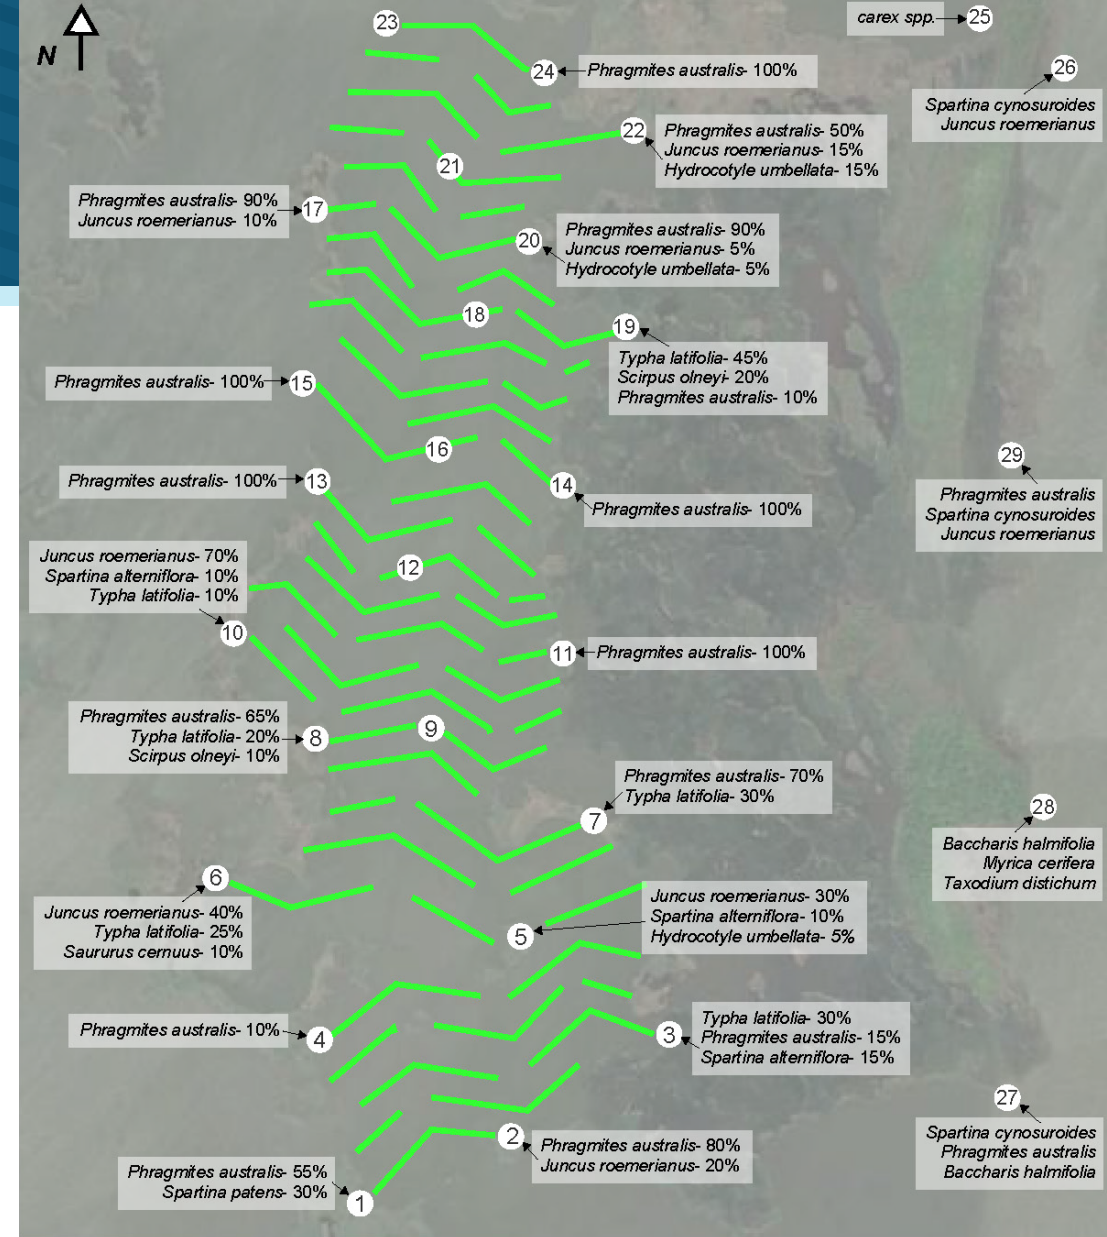 23
carex spp.
25
N
24
Phragmites australis- 100%
26
Spartina cynosuroides
Juncus roemerianus
22
Phragmites australis- 50%
Juncus roemerianus- 15%
Hydrocotyle umbellata- 15%
21
Phragmites australis- 90%
Juncus roemerianus- 10%
17
20
Phragmites australis- 90%
Juncus roemerianus- 5%
Hydrocotyle umbellata- 5%
18
19
Typha latifolia- 45%
Scirpus olneyi- 20%
Phragmites australis- 10%
Phragmites australis- 100%
15
16
29
Phragmites australis
Spartina cynosuroides
Juncus roemerianus
Phragmites australis- 100%
13
14
Phragmites australis- 100%
Juncus roemerianus- 70%
Spartina alterniflora- 10%
Typha latifolia- 10%
12
10
11
Phragmites australis- 100%
Phragmites australis- 65%
Typha latifolia- 20%
Scirpus olneyi- 10%
8
9
Phragmites australis- 70%
Typha latifolia- 30%
7
28
Baccharis halmifolia
Myrica cerifera
Taxodium distichum
6
Juncus roemerianus- 40%
Typha latifolia- 25%
Saururus cernuus- 10%
Juncus roemerianus- 30%
Spartina alterniflora- 10%
Hydrocotyle umbellata- 5%
5
Phragmites australis- 10%
4
3
Typha latifolia- 30%
Phragmites australis- 15%
Spartina alterniflora- 15%
27
Spartina cynosuroides
Phragmites australis
Baccharis halmifolia
2
Phragmites australis- 80%
Juncus roemerianus- 20%
Phragmites australis- 55%
Spartina patens- 30%
1